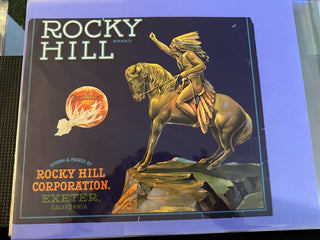 ROCKY
HILL
BRAND
GROWN & PACKED BY
ROCKY HILL
CORPORATION.
EXETER,
CALIFORNIA